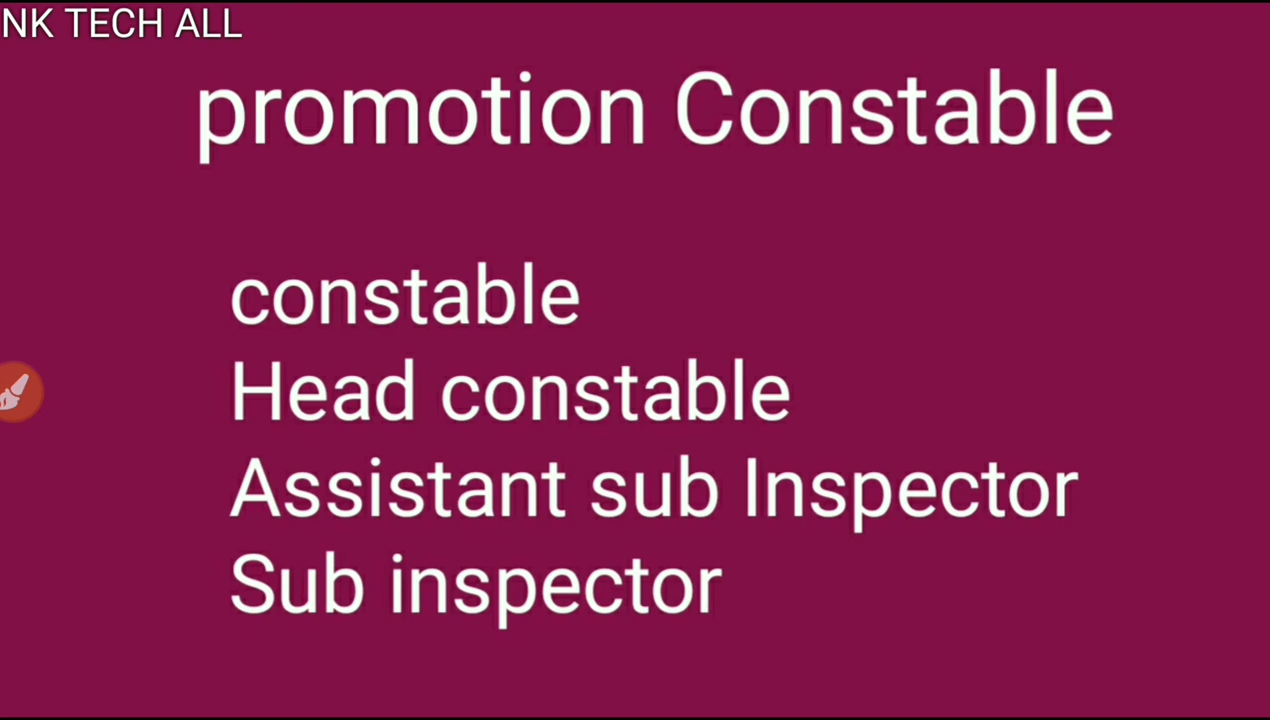 NK TECH ALL
promotion Constable
constable
Head constable
Assistant sub Inspector
Sub inspector